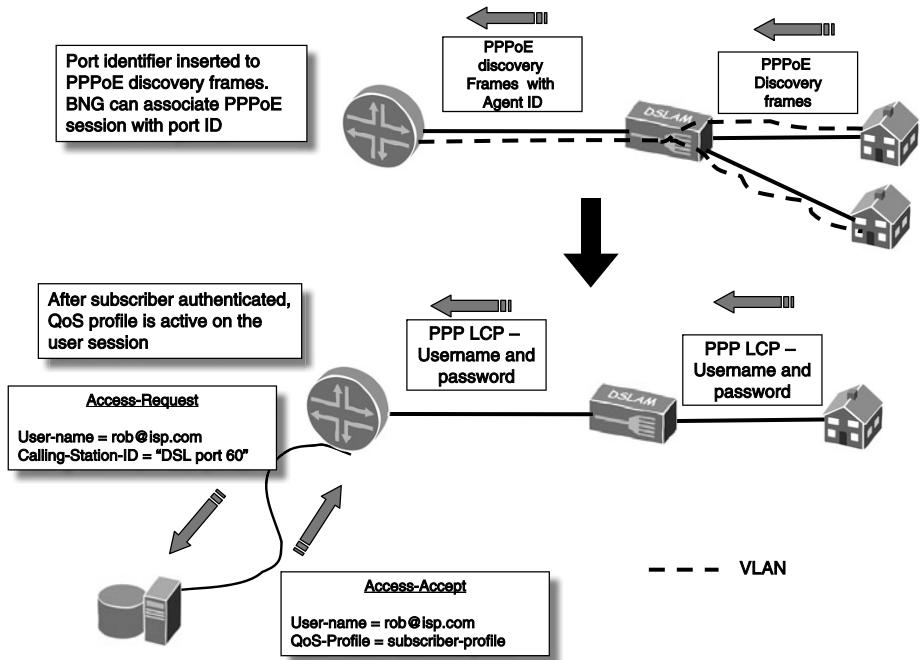 Port identifier inserted to
PPPoE discovery frames.
BNG can associate PPPoE
session with port ID
PPPoE
discovery
Frames with
Agent ID
PPPoE
Discovery
frames
DSLAM
After subscriber authenticated,
QoS profile is active on the
user session
PPP LCP –
Username and
password
PPP LCP –
Username and
password
DSLAM
Access-Request
User-name = rob@isp.com
Calling-Station-ID = “DSL port 60”
Access-Accept
User-name = rob@isp.com
QoS-Profile = subscriber-profile
VLAN